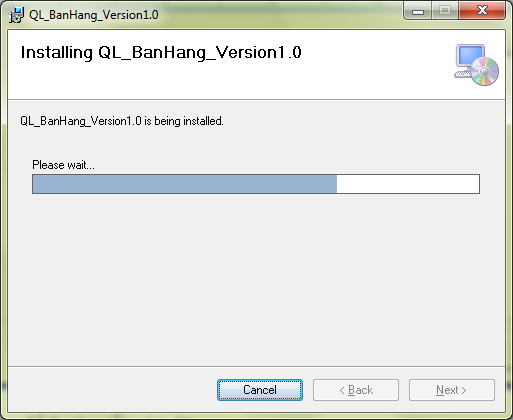 QL_BanHang_Version1.0
Installing QL_BanHang_Version1.0
QL_BanHang_Version1.0 is being installed.
Please wait...
Cancel
< Back
Next >